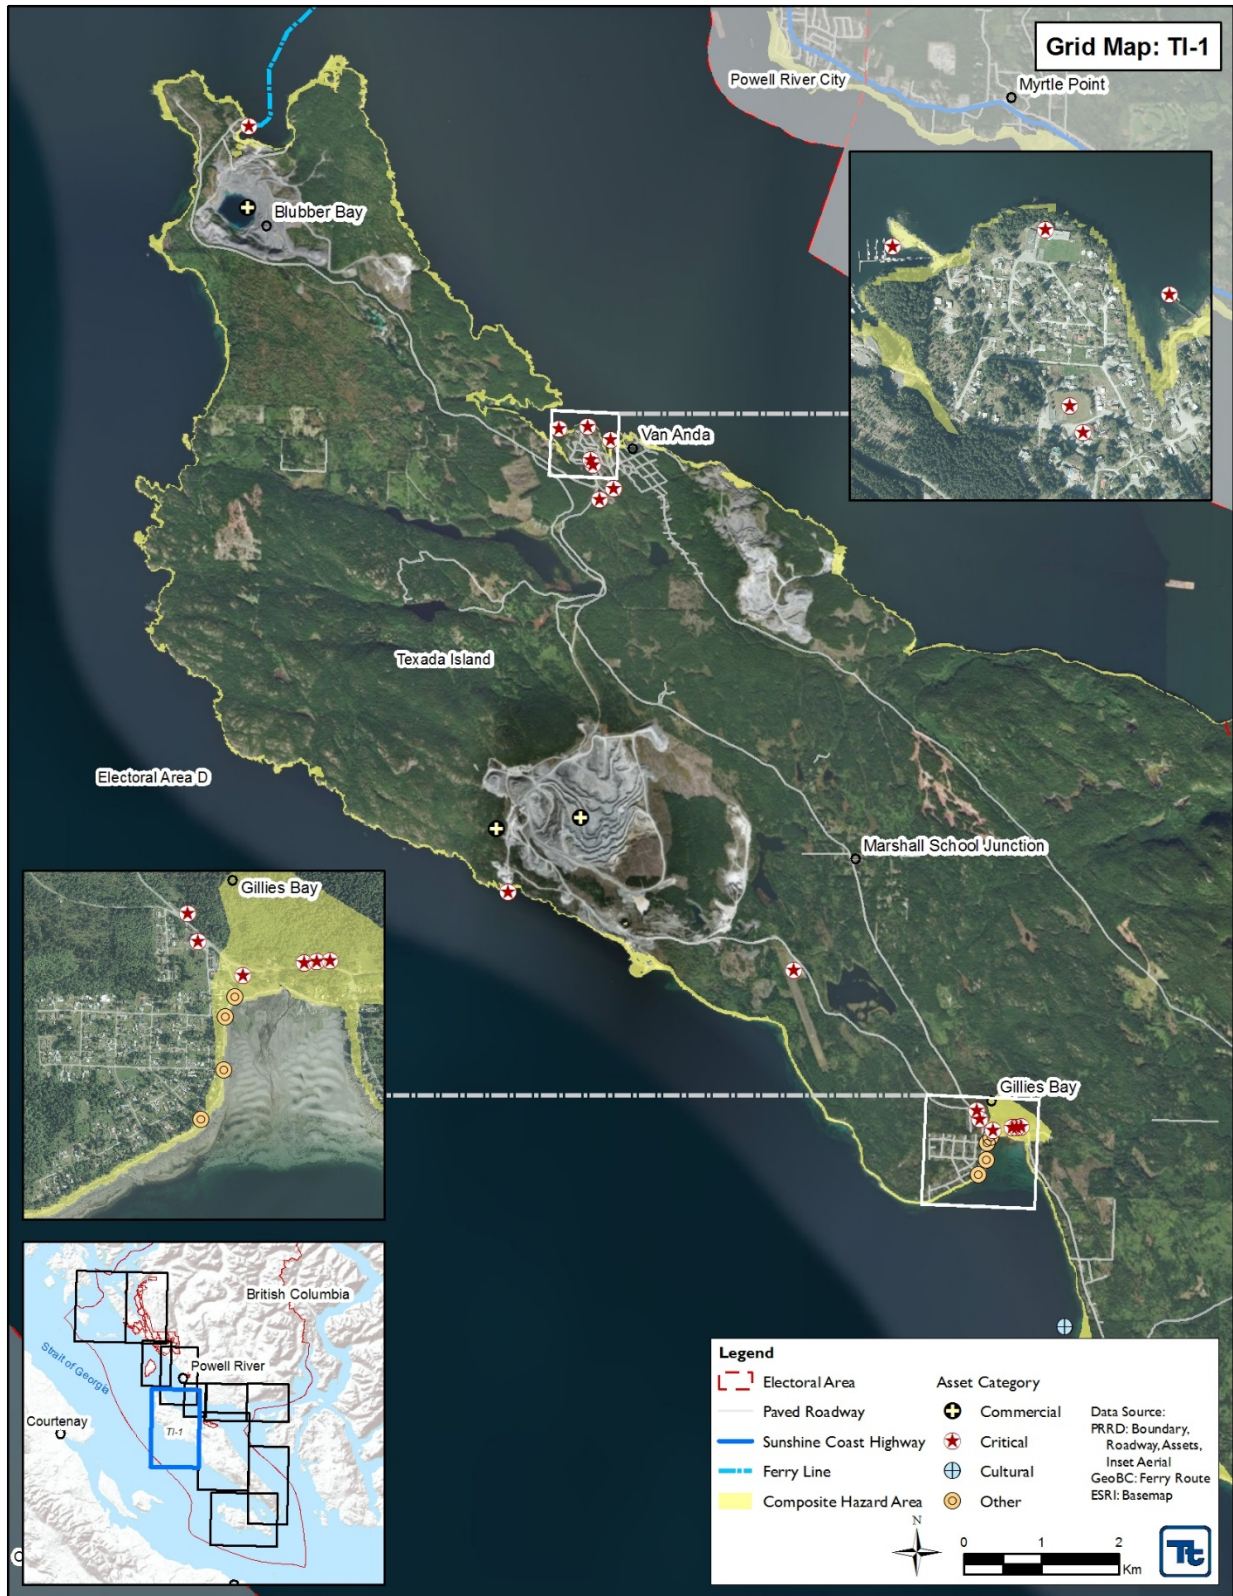 Grid Map: TI-1
Powell River City
Myrtle Point
Blubber Bay
Van Anda
Texada Island
Electoral Area D
Marshall School Junction
Gillies Bay
Gillies Bay
British Columbia
Strait of Georgia
Powell River
Courtenay
TI-1
Legend
Electoral Area
Paved Roadway
Sunshine Coast Highway
Ferry Line
Composite Hazard Area
Asset Category
Commercial
Critical
Cultural
Other
Data Source:
PRRD: Boundary,
Roadway, Assets,
Inset Aerial
GeoBC: Ferry Route
ESRI: Basemap
N
0 1 2
Km
Tt